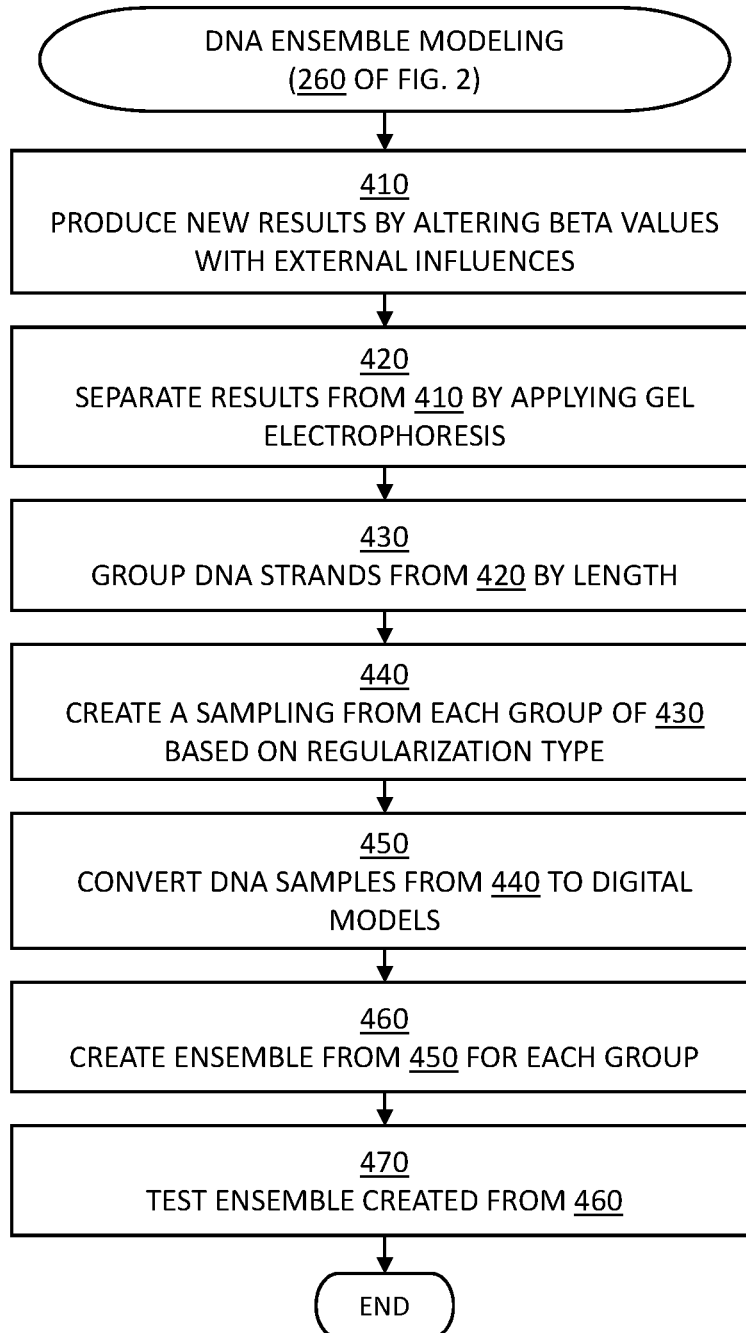 DNA ENSEMBLE MODELING
(260 OF FIG. 2)
410
PRODUCE NEW RESULTS BY ALTERING BETA VALUES
WITH EXTERNAL INFLUENCES
420
SEPARATE RESULTS FROM 410 BY APPLYING GEL
ELECTROPHORESIS
430
GROUP DNA STRANDS FROM 420 BY LENGTH
440
CREATE A SAMPLING FROM EACH GROUP OF 430
BASED ON REGULARIZATION TYPE
450
CONVERT DNA SAMPLES FROM 440 TO DIGITAL
MODELS
460
CREATE ENSEMBLE FROM 450 FOR EACH GROUP
470
TEST ENSEMBLE CREATED FROM 460
END